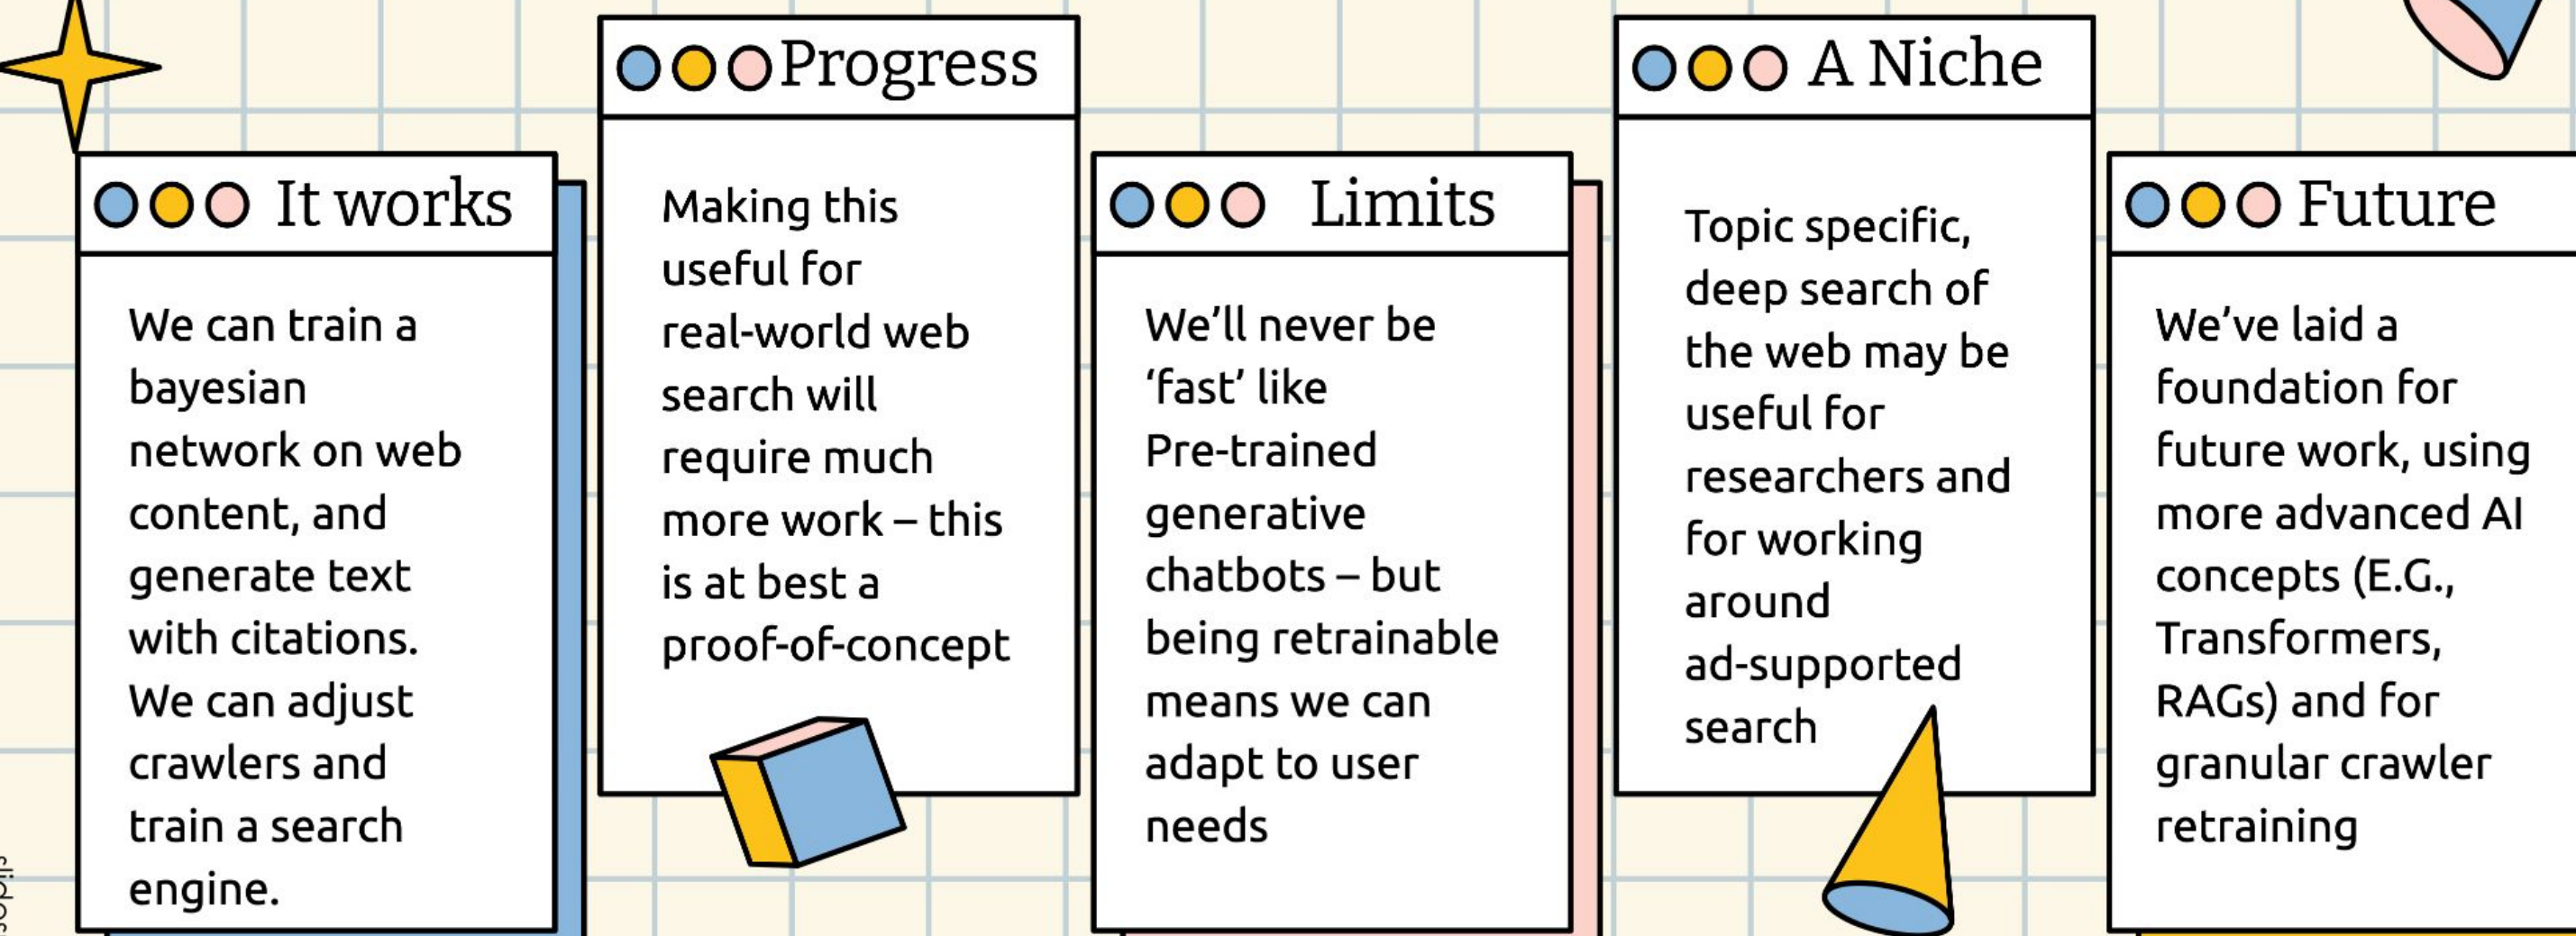 It works
We can train a
bayesian
network on web
content, and
generate text
with citations.
We can adjust
crawlers and
train a search
engine.
Progress
Making this
useful for
real-world web
search will
require much
more work – this
is at best a
proof-of-concept
Limits
We’ll never be
‘fast’ like
Pre-trained
generative
chatbots – but
being retrainable
means we can
adapt to user
needs
A Niche
Topic specific,
deep search of
the web may be
useful for
researchers and
for working
around
ad-supported
search
Future
We’ve laid a
foundation for
future work, using
more advanced AI
concepts (E.G.,
Transformers,
RAGs) and for
granular crawler
retraining